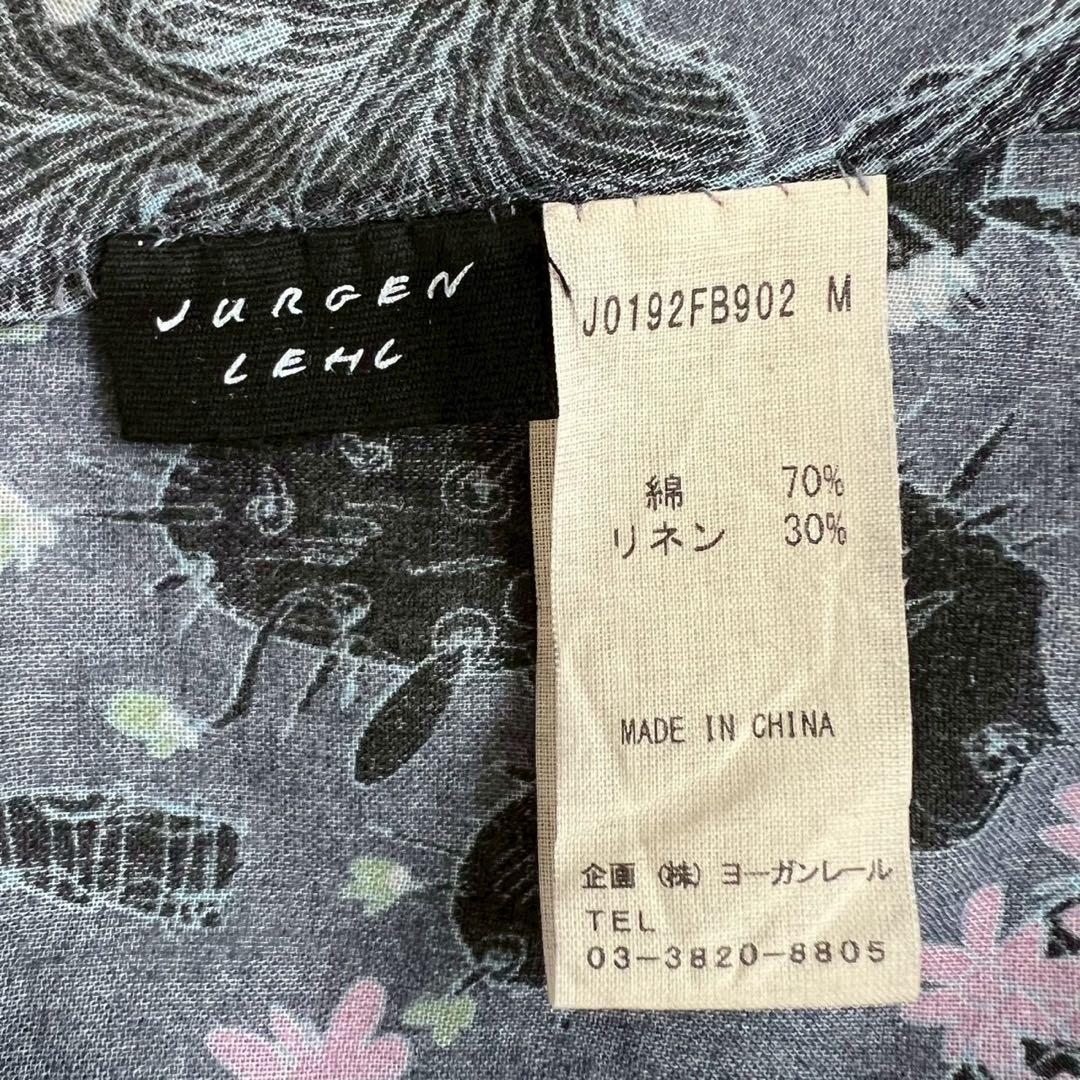 JURGEN
LEHL
J0192FB902 M
綿 70%
リネン 30%
MADE IN CHINA
企画 (株) ヨーガンレール
TEL
03-3820-8805